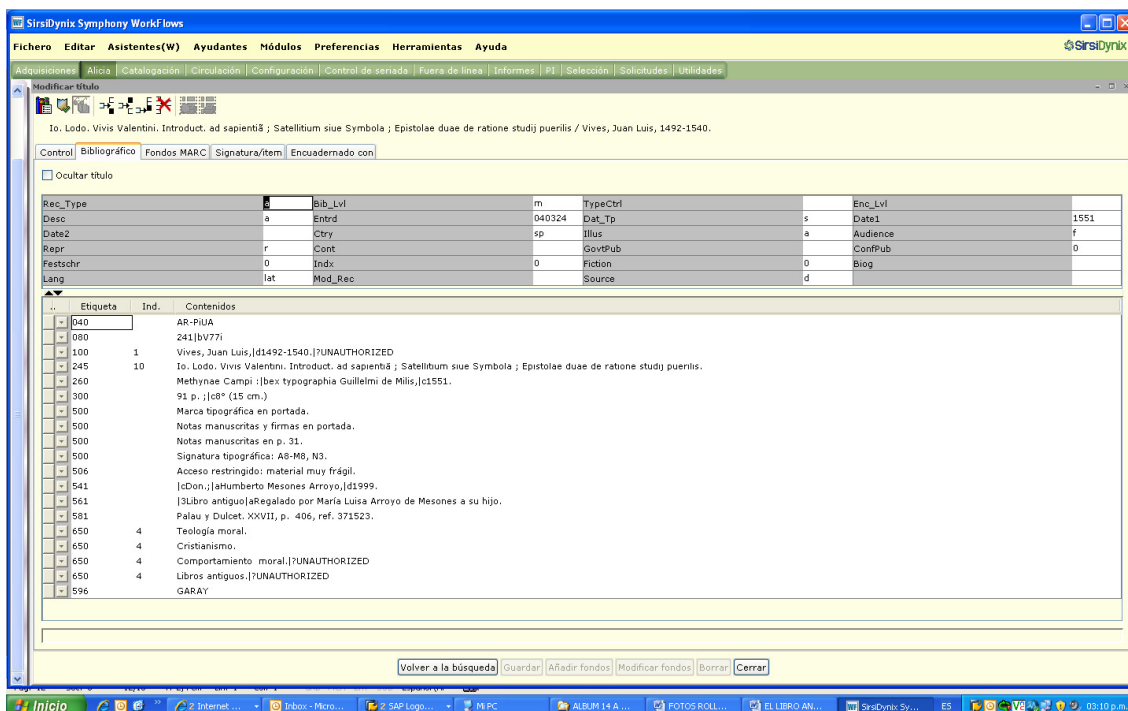 SirsiDynix Symphony WorkFlows
Fichero Editar Asistentes(W) Ayudantes Módulos Preferencias Herramientas Ayuda SirsiDynix
Adquisiciones Alicia Catalogación Circulación Configuración Control de seriada Fuera de línea Informes PI Selección Solicitudes Utilidades
Modificar título
Io. Lodo. Vivis Valentini. Introduct. ad sapientiã ; Satellitium siue Symbola ; Epistolae duae de ratione studij puerilis / Vives, Juan Luis, 1492-1540.
Control Bibliográfico Fondos MARC Signatura/ítem Encuadernado con
Ocultar título
Rec_Type a Bib_Lvl m TypeCtrl Enc_Lvl
Desc a Entrd 040324 Dat_Tp s Date1 1551
Date2 Ctry sp Illus a Audience f
Repr r Cont GovtPub ConfPub 0
Festschr 0 Indx 0 Fiction 0 Biog
Lang lat Mod_Rec Source d
.. Etiqueta Ind. Contenidos
040 AR-PiUA
080 241|bV77i
100 1 Vives, Juan Luis,|d1492-1540.|?UNAUTHORIZED
245 10 Io. Lodo. Vivis Valentini. Introduct. ad sapientiã ; Satellitium siue Symbola ; Epistolae duae de ratione studij puerilis.
260 Methynae Campi :|bex typographia Guillelmi de Milis,|c1551.
300 91 p. ;|c8° (15 cm.)
500 Marca tipográfica en portada.
500 Notas manuscritas y firmas en portada.
500 Notas manuscritas en p. 31.
500 Signatura tipográfica: A8-M8, N3.
506 Acceso restringido: material muy frágil.
541 |cDon.;|aHumberto Mesones Arroyo,|d1999.
561 |3Libro antiguo|aRegalado por María Luisa Arroyo de Mesones a su hijo.
581 Palau y Dulcet. XXVII, p. 406, ref. 371523.
650 4 Teología moral.
650 4 Cristianismo.
650 4 Comportamiento moral.|?UNAUTHORIZED
650 4 Libros antiguos.|?UNAUTHORIZED
596 GARAY
Volver a la búsqueda Guardar Añadir fondos Modificar fondos Borrar Cerrar
Inicio 2 Internet ... Inbox - Micro... 2 SAP Logo... Mi PC ALBUM 14 A ... FOTOS ROLL... EL LIBRO AN... SirsiDynix Sy... ES 03:10 p.m.